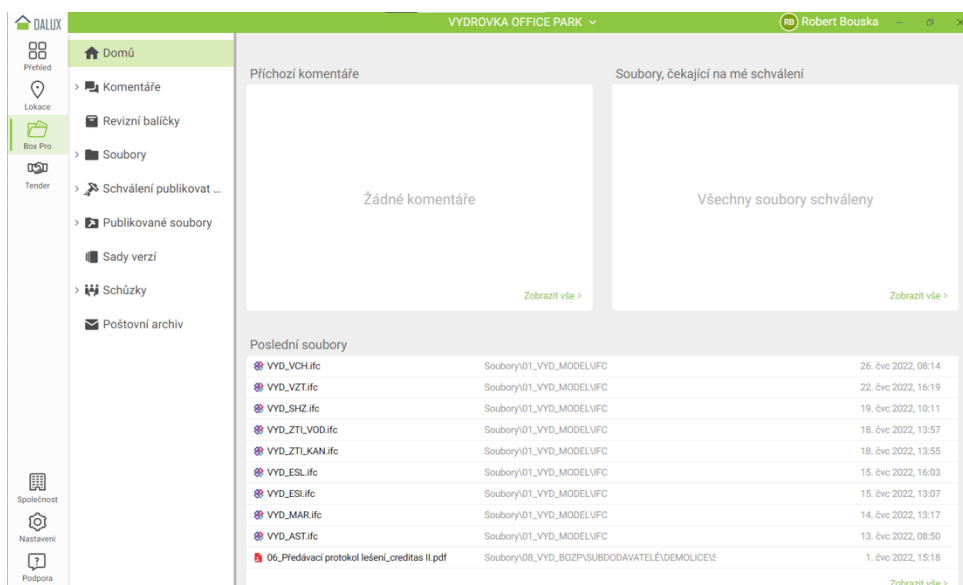 DALUX
VYDROVKA OFFICE PARK
RB Robert Bouska
Přehled
Lokace
Box Pro
Tender
Společnost
Nastavení
Podpora
Domů
Komentáře
Revizní balíčky
Soubory
Schválení publikovat ...
Publikované soubory
Sady verzí
Schůzky
Poštovní archiv
Příchozí komentáře
Žádné komentáře
Zobrazit vše >
Soubory, čekající na mé schválení
Všechny soubory schváleny
Zobrazit vše >
Poslední soubory
VYD_VCH.ifc Soubory\01_VYD_MODEL\IFC 26. čvc 2022, 08:14
VYD_VZT.ifc Soubory\01_VYD_MODEL\IFC 22. čvc 2022, 16:19
VYD_SHZ.ifc Soubory\01_VYD_MODEL\IFC 19. čvc 2022, 10:11
VYD_ZTI_VOD.ifc Soubory\01_VYD_MODEL\IFC 18. čvc 2022, 13:57
VYD_ZTI_KAN.ifc Soubory\01_VYD_MODEL\IFC 18. čvc 2022, 13:55
VYD_ESL.ifc Soubory\01_VYD_MODEL\IFC 15. čvc 2022, 16:03
VYD_ESI.ifc Soubory\01_VYD_MODEL\IFC 15. čvc 2022, 13:07
VYD_MAR.ifc Soubory\01_VYD_MODEL\IFC 14. čvc 2022, 13:17
VYD_AST.ifc Soubory\01_VYD_MODEL\IFC 13. čvc 2022, 08:50
06_Předávací protokol lešení_creditas II.pdf Soubory\08_VYD_BOZP\SUBDODAVATELÉ\DEMOLICE\S 1. čvc 2022, 15:18
Zobrazit vše >